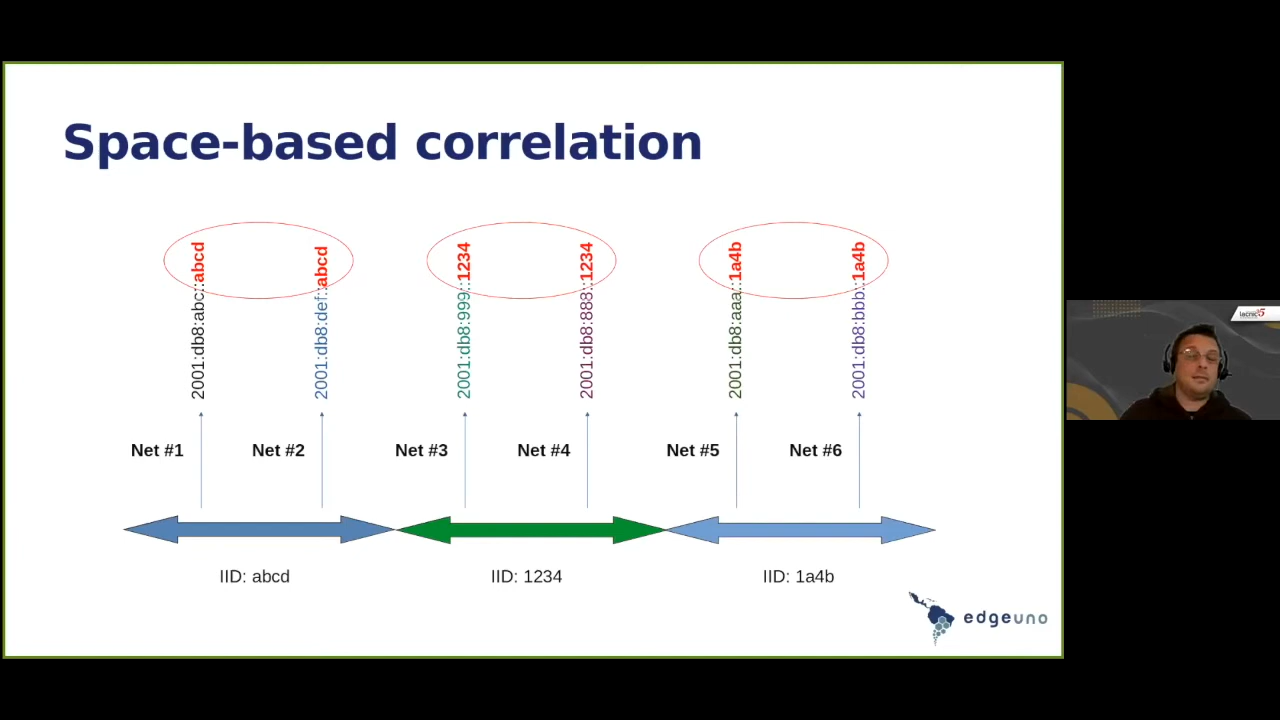 Space-based correlation
2001:db8:abc::abcd
2001:db8:def::abcd
2001:db8:999::1234
2001:db8:888::1234
2001:db8:aaa::1a4b
2001:db8:bbb::1a4b
Net #1
Net #2
Net #3
Net #4
Net #5
Net #6
IID: abcd
IID: 1234
IID: 1a4b
edgeuno
lacnic